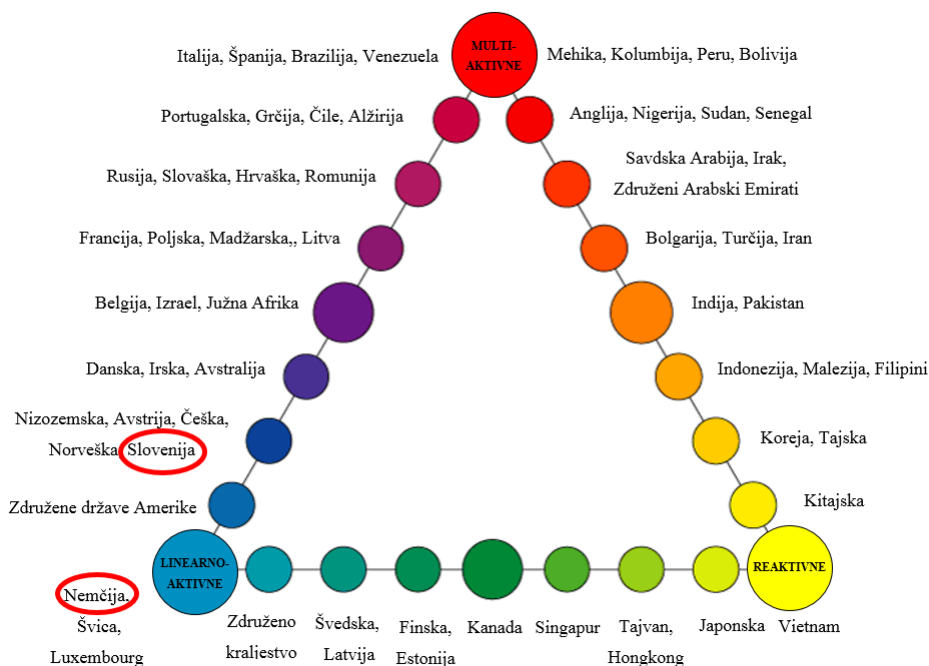 Italija, Španija, Brazilija, Venezuela
MULTI-
AKTIVNE
Mehika, Kolumbija, Peru, Bolivija
Portugalska, Grčija, Čile, Alžirija
Anglija, Nigerija, Sudan, Senegal
Rusija, Slovaška, Hrvaška, Romunija
Savdska Arabija, Irak,
Združeni Arabski Emirati
Francija, Poljska, Madžarska,, Litva
Bolgarija, Turčija, Iran
Belgija, Izrael, Južna Afrika
Indija, Pakistan
Danska, Irska, Avstralija
Indonezija, Malezija, Filipini
Nizozemska, Avstrija, Češka,
Norveška, Slovenija
Koreja, Tajska
Združene države Amerike
Kitajska
LINEARNO-
AKTIVNE
REAKTIVNE
Nemčija,
Švica,
Luxembourg
Združeno
kraljestvo
Švedska,
Latvija
Finska,
Estonija
Kanada
Singapur
Tajvan,
Hongkong
Japonska
Vietnam